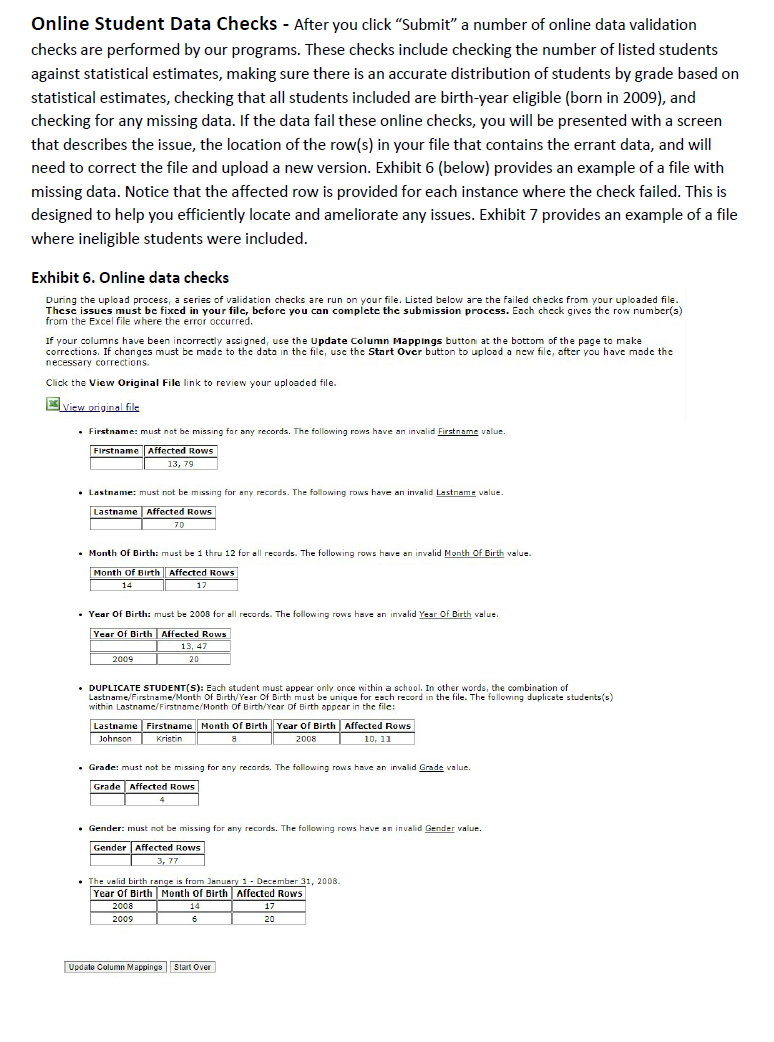 Online Student Data Checks - After you click “Submit” a number of online data validation
checks are performed by our programs. These checks include checking the number of listed students
against statistical estimates, making sure there is an accurate distribution of students by grade based on
statistical estimates, checking that all students included are birth-year eligible (born in 2009), and
checking for any missing data. If the data fail these online checks, you will be presented with a screen
that describes the issue, the location of the row(s) in your file that contains the errant data, and will
need to correct the file and upload a new version. Exhibit 6 (below) provides an example of a file with
missing data. Notice that the affected row is provided for each instance where the check failed. This is
designed to help you efficiently locate and ameliorate any issues. Exhibit 7 provides an example of a file
where ineligible students were included.
Exhibit 6. Online data checks
During the upload process, a series of validation checks are run on your file. Listed below are the failed checks from your uploaded file.
These issues must be fixed in your file, before you can complete the submission process. Each check gives the row number(s)
from the Excel file where the error occurred.
If your columns have been incorrectly assigned, use the Update Column Mappings button at the bottom of the page to make
corrections. If changes must be made to the data in the file, use the Start Over button to upload a new file, after you have made the
necessary corrections.
Click the View Original File link to review your uploaded file.
View original file
• Firstname: must not be missing for any records. The following rows have an invalid Firstname value.
Firstname Affected Rows
13, 79
• Lastname: must not be missing for any records. The following rows have an invalid Lastname value.
Lastname Affected Rows
70
• Month Of Birth: must be 1 thru 12 for all records. The following rows have an invalid Month Of Birth value.
Month Of Birth Affected Rows
14 17
• Year Of Birth: must be 2008 for all records. The following rows have an invalid Year Of Birth value.
Year Of Birth Affected Rows
13, 47
2009 20
• DUPLICATE STUDENT(S): Each student must appear only once within a school. In other words, the combination of
Lastname/Firstname/Month Of Birth/Year Of Birth must be unique for each record in the file. The following duplicate students(s)
within Lastname/Firstname/Month Of Birth/Year Of Birth appear in the file:
Lastname Firstname Month Of Birth Year Of Birth Affected Rows
Johnson Kristin 8 2008 10, 11
• Grade: must not be missing for any records. The following rows have an invalid Grade value.
Grade Affected Rows
4
• Gender: must not be missing for any records. The following rows have an invalid Gender value.
Gender Affected Rows
3, 77
• The valid birth range is from January 1 - December 31, 2008.
Year Of Birth Month Of Birth Affected Rows
2008 14 17
2009 6 20
Update Column Mappings Start Over